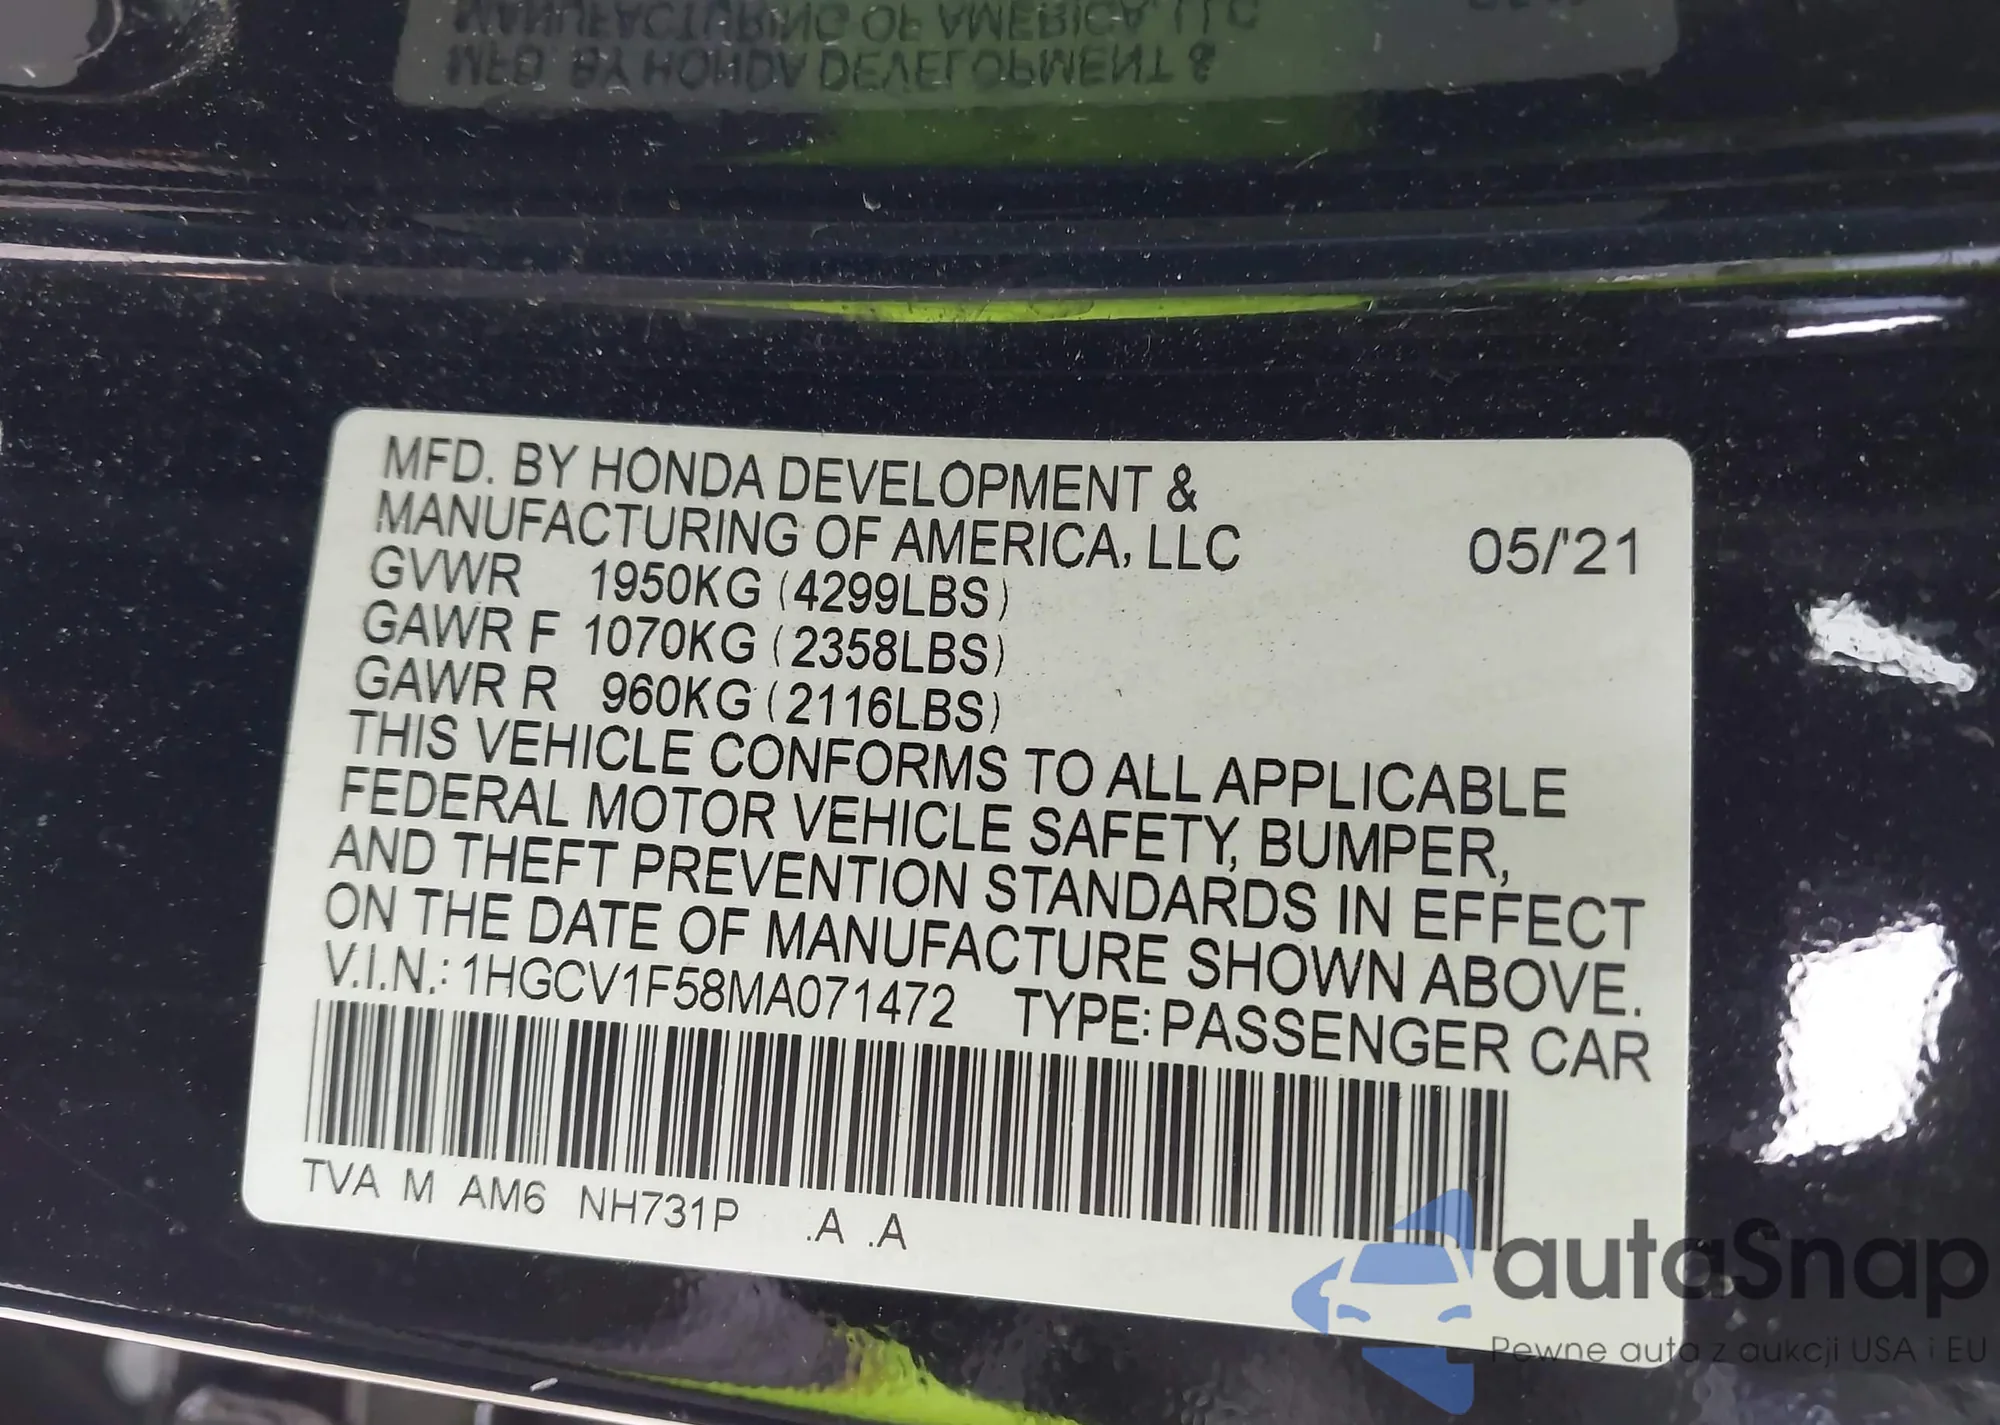 MANUFACTURING OF AMERICA, LLC
MFD. BY HONDA DEVELOPMENT &
MFD. BY HONDA DEVELOPMENT &
MANUFACTURING OF AMERICA, LLC 05/'21
GVWR 1950KG (4299LBS)
GAWR F 1070KG (2358LBS)
GAWR R 960KG (2116LBS)
THIS VEHICLE CONFORMS TO ALL APPLICABLE
FEDERAL MOTOR VEHICLE SAFETY, BUMPER,
AND THEFT PREVENTION STANDARDS IN EFFECT
ON THE DATE OF MANUFACTURE SHOWN ABOVE.
V.I.N.: 1HGCV1F58MA071472 TYPE: PASSENGER CAR
TVA M AM6 NH731P .A .A
autaSnap
Pewne auta z aukcji USA i EU